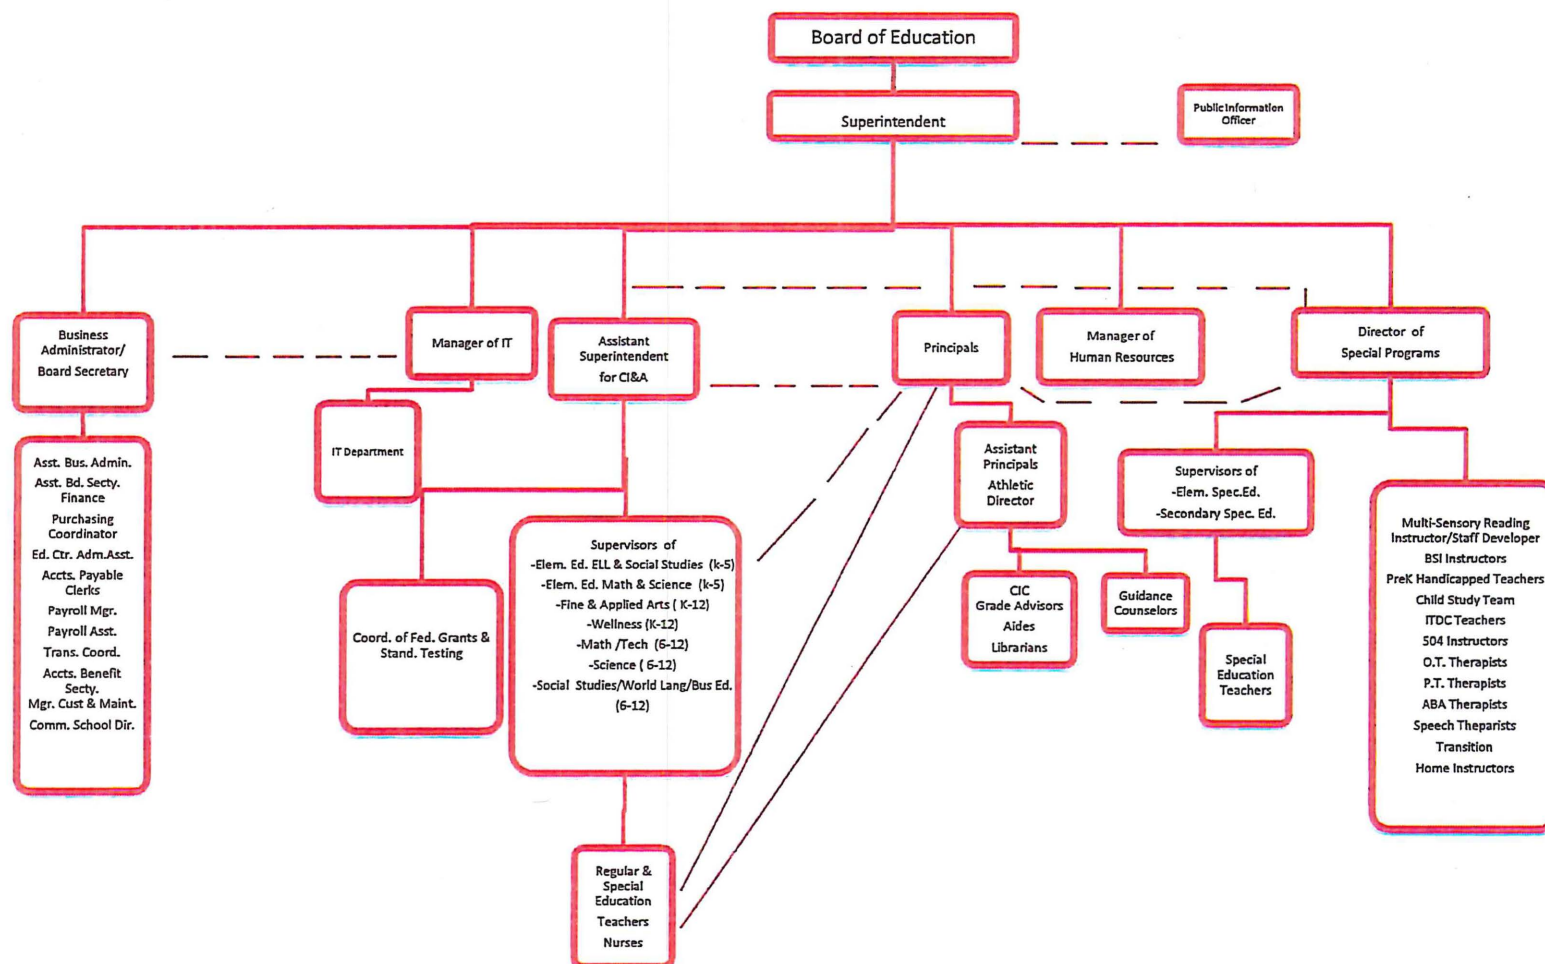 Board of Education
Superintendent
Public Information
Officer
Business
Administrator/
Board Secretary
Manager of IT
Assistant
Superintendent
for CI&A
Principals
Manager of
Human Resources
Director of
Special Programs
Asst. Bus. Admin.
Asst. Bd. Secty.
Finance
Purchasing
Coordinator
Ed. Ctr. Adm.Asst.
Accts. Payable
Clerks
Payroll Mgr.
Payroll Asst.
Trans. Coord.
Accts. Benefit
Secty.
Mgr. Cust & Maint.
Comm. School Dir.
IT Department
Coord. of Fed. Grants &
Stand. Testing
Supervisors of
-Elem. Ed. ELL & Social Studies (k-5)
-Elem. Ed. Math & Science (k-5)
-Fine & Applied Arts ( K-12)
-Wellness (K-12)
-Math /Tech (6-12)
-Science ( 6-12)
-Social Studies/World Lang/Bus Ed.
(6-12)
Regular &
Special
Education
Teachers
Nurses
Assistant
Principals
Athletic
Director
CIC
Grade Advisors
Aides
Librarians
Guidance
Counselors
Supervisors of
-Elem. Spec.Ed.
-Secondary Spec. Ed.
Special
Education
Teachers
Multi-Sensory Reading
Instructor/Staff Developer
BSI Instructors
PreK Handicapped Teachers
Child Study Team
ITDC Teachers
504 Instructors
O.T. Therapists
P.T. Therapists
ABA Therapists
Speech Theparists
Transition
Home Instructors